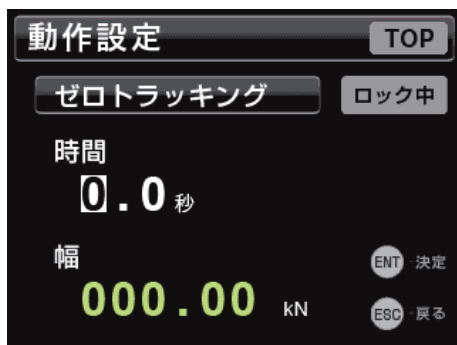 動作設定 TOP
ゼロトラッキング ロック中
時間
0.0 秒
幅
ENT -決定
000.00 kN
ESC -戻る